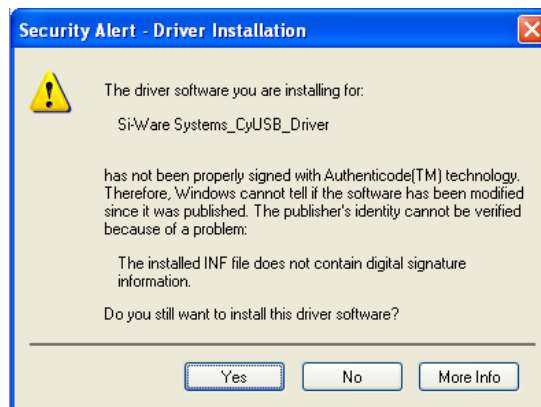 Security Alert - Driver Installation
The driver software you are installing for:
Si-Ware Systems_CyUSB_Driver
has not been properly signed with Authenticode(TM) technology.
Therefore, Windows cannot tell if the software has been modified
since it was published. The publisher's identity cannot be verified
because of a problem:
The installed INF file does not contain digital signature
information.
Do you still want to install this driver software?
Yes
No
More Info